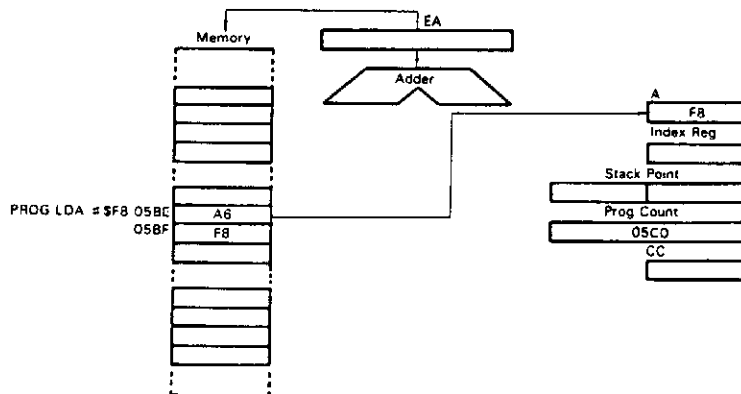 EA
Memory
Adder
A
F8
Index Reg
Stack Point
PROG LDA #$F8 05BE
A6
Prog Count
05BF
F8
05C0
CC